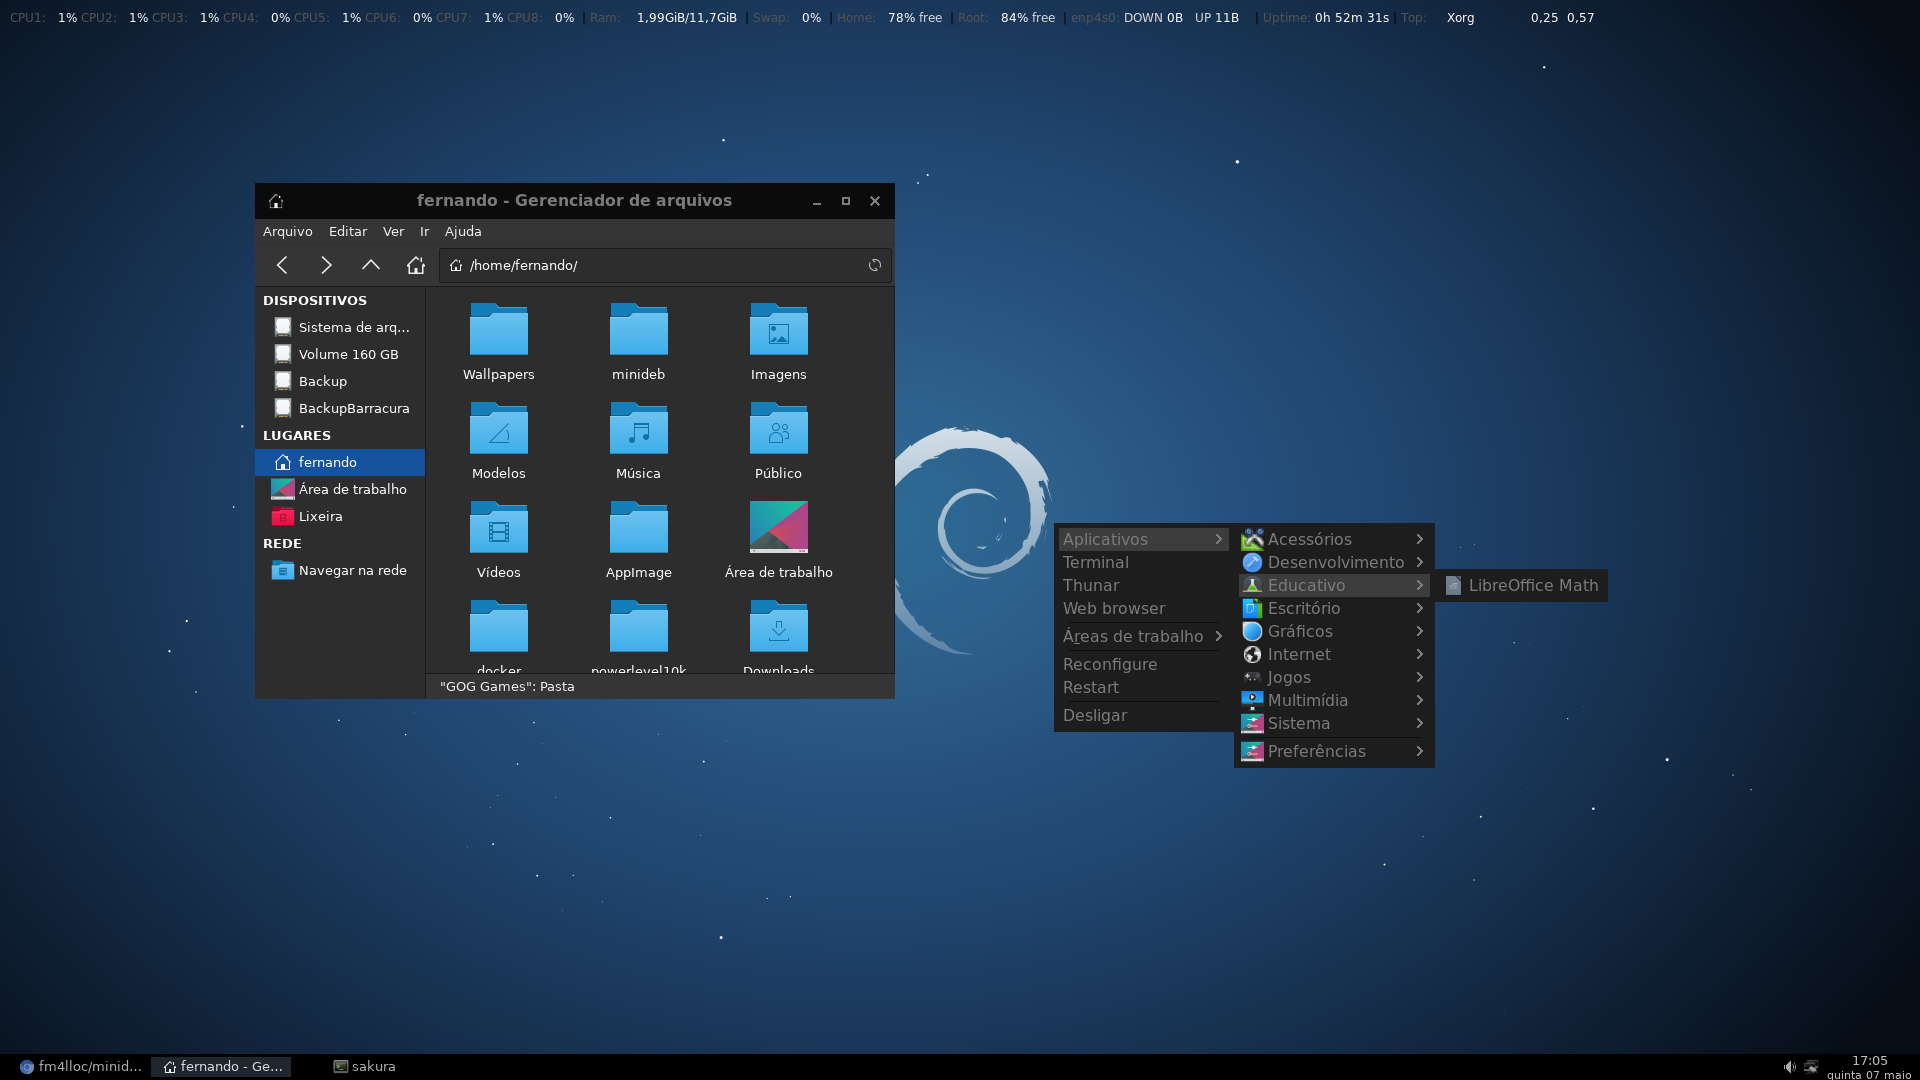 CPU1: 1% CPU2: 1% CPU3: 1% CPU4: 0% CPU5: 1% CPU6: 0% CPU7: 1% CPU8: 0% | Ram: 1,99GiB/11,7GiB | Swap: 0% | Home: 78% free | Root: 84% free | enp4s0: DOWN 0B UP 11B | Uptime: 0h 52m 31s | Top: Xorg 0,25 0,57
fernando - Gerenciador de arquivos
Arquivo Editar Ver Ir Ajuda
/home/fernando/
DISPOSITIVOS
Sistema de arq...
Volume 160 GB
Backup
BackupBarracura
LUGARES
fernando
Área de trabalho
Lixeira
REDE
Navegar na rede
Wallpapers minideb Imagens
Modelos Música Público
Vídeos AppImage Área de trabalho
docker powerlevel10k Downloads
"GOG Games": Pasta
Aplicativos
Terminal
Thunar
Web browser
Áreas de trabalho
Reconfigure
Restart
Desligar
Acessórios
Desenvolvimento
Educativo
Escritório
Gráficos
Internet
Jogos
Multimídia
Sistema
Preferências
LibreOffice Math
fm4lloc/minid... fernando - Ge... sakura
17:05
quinta 07 maio